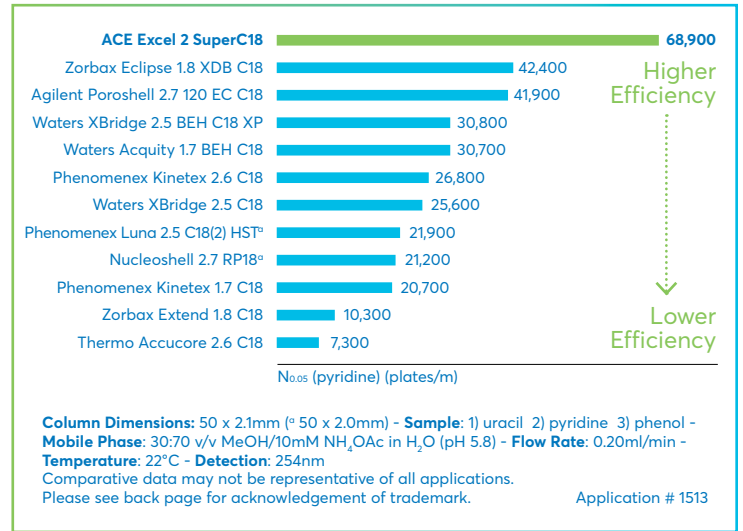 ACE Excel 2 SuperC18 68,900
Zorbax Eclipse 1.8 XDB C18 42,400
Higher
Agilent Poroshell 2.7 120 EC C18 41,900
Efficiency
Waters XBridge 2.5 BEH C18 XP 30,800
Waters Acquity 1.7 BEH C18 30,700
Phenomenex Kinetex 2.6 C18 26,800
Waters XBridge 2.5 C18 25,600
Phenomenex Luna 2.5 C18(2) HSTᵃ 21,900
Nucleoshell 2.7 RP18ᵃ 21,200
Phenomenex Kinetex 1.7 C18 20,700
Zorbax Extend 1.8 C18 10,300
Lower
Thermo Accucore 2.6 C18 7,300
Efficiency
N₀.₀₅ (pyridine) (plates/m)
Column Dimensions: 50 x 2.1mm (ᵃ 50 x 2.0mm) - Sample: 1) uracil 2) pyridine 3) phenol -
Mobile Phase: 30:70 v/v MeOH/10mM NH₄OAc in H₂O (pH 5.8) - Flow Rate: 0.20ml/min -
Temperature: 22°C - Detection: 254nm
Comparative data may not be representative of all applications.
Please see back page for acknowledgement of trademark. Application # 1513